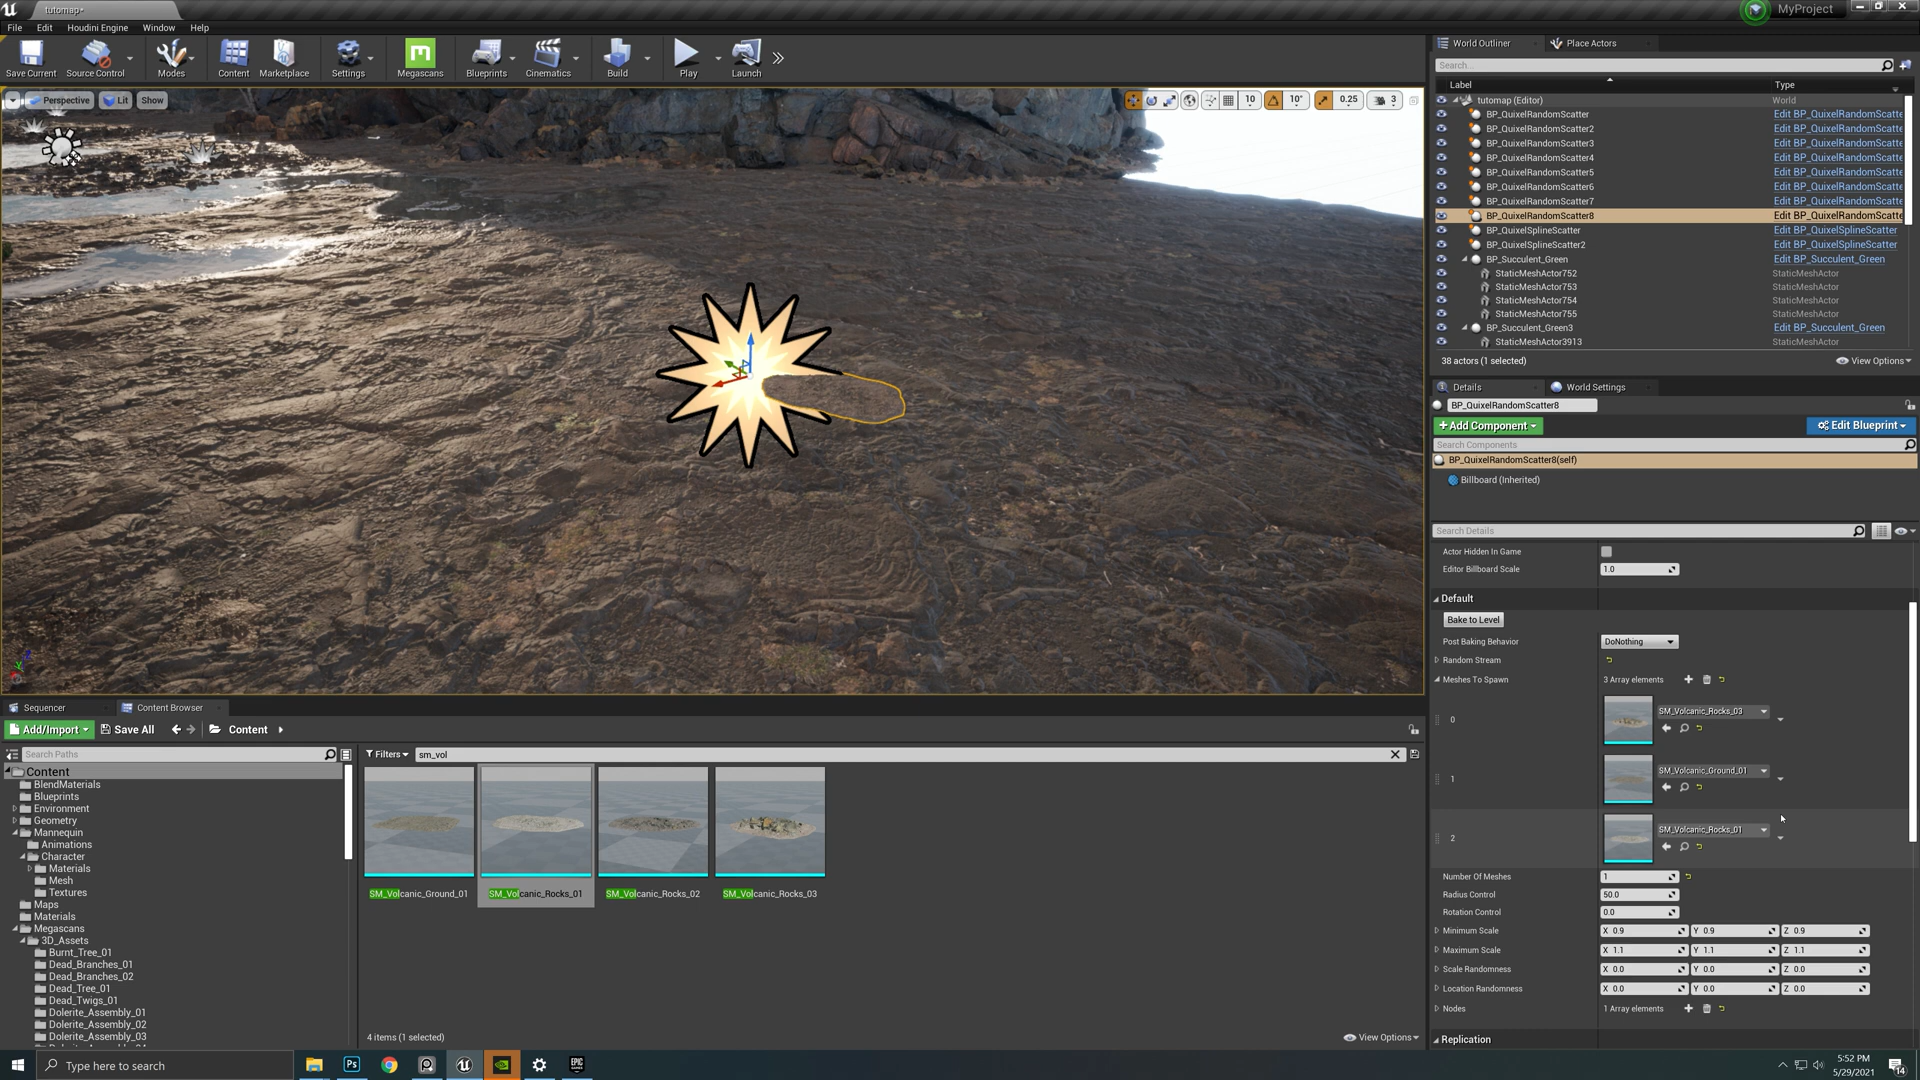 tutomap*
MyProject
File Edit Houdini Engine Window Help
Save Current Source Control Modes Content Marketplace Settings Megascans Blueprints Cinematics Build Play Launch
Perspective Lit Show
10 10° 0.25 3
World Outliner Place Actors
Search...
Label Type
tutomap (Editor) World
BP_QuixelRandomScatter Edit BP_QuixelRandomScatte
BP_QuixelRandomScatter2 Edit BP_QuixelRandomScatte
BP_QuixelRandomScatter3 Edit BP_QuixelRandomScatte
BP_QuixelRandomScatter4 Edit BP_QuixelRandomScatte
BP_QuixelRandomScatter5 Edit BP_QuixelRandomScatte
BP_QuixelRandomScatter6 Edit BP_QuixelRandomScatte
BP_QuixelRandomScatter7 Edit BP_QuixelRandomScatte
BP_QuixelRandomScatter8 Edit BP_QuixelRandomScatte
BP_QuixelSplineScatter Edit BP_QuixelSplineScatter
BP_QuixelSplineScatter2 Edit BP_QuixelSplineScatter
BP_Succulent_Green Edit BP_Succulent_Green
StaticMeshActor752 StaticMeshActor
StaticMeshActor753 StaticMeshActor
StaticMeshActor754 StaticMeshActor
StaticMeshActor755 StaticMeshActor
BP_Succulent_Green3 Edit BP_Succulent_Green
StaticMeshActor3913 StaticMeshActor
38 actors (1 selected) View Options
Details World Settings
BP_QuixelRandomScatter8
+Add Component Edit Blueprint
Search Components
BP_QuixelRandomScatter8(self)
Billboard (Inherited)
Search Details
Actor Hidden In Game
Editor Billboard Scale 1.0
Default
Bake to Level
Post Baking Behavior DoNothing
Random Stream
Meshes To Spawn 3 Array elements
0 SM_Volcanic_Rocks_03
1 SM_Volcanic_Ground_01
2 SM_Volcanic_Rocks_01
Number Of Meshes 1
Radius Control 50.0
Rotation Control 0.0
Minimum Scale X 0.9 Y 0.9 Z 0.9
Maximum Scale X 1.1 Y 1.1 Z 1.1
Scale Randomness X 0.0 Y 0.0 Z 0.0
Location Randomness X 0.0 Y 0.0 Z 0.0
Nodes 1 Array elements
Replication
Sequencer Content Browser
Add/Import Save All Content
Search Paths
Filters sm_vol
Content
BlendMaterials
Blueprints
Environment
Geometry
Mannequin
Animations
Character
Materials
Mesh
Textures
Maps
Materials
Megascans
3D_Assets
Burnt_Tree_01
Dead_Branches_01
Dead_Branches_02
Dead_Tree_01
Dead_Twigs_01
Dolerite_Assembly_01
Dolerite_Assembly_02
Dolerite_Assembly_03
SM_Volcanic_Ground_01 SM_Volcanic_Rocks_01 SM_Volcanic_Rocks_02 SM_Volcanic_Rocks_03
4 items (1 selected) View Options
Type here to search
Ps
5:52 PM
5/29/2021
14